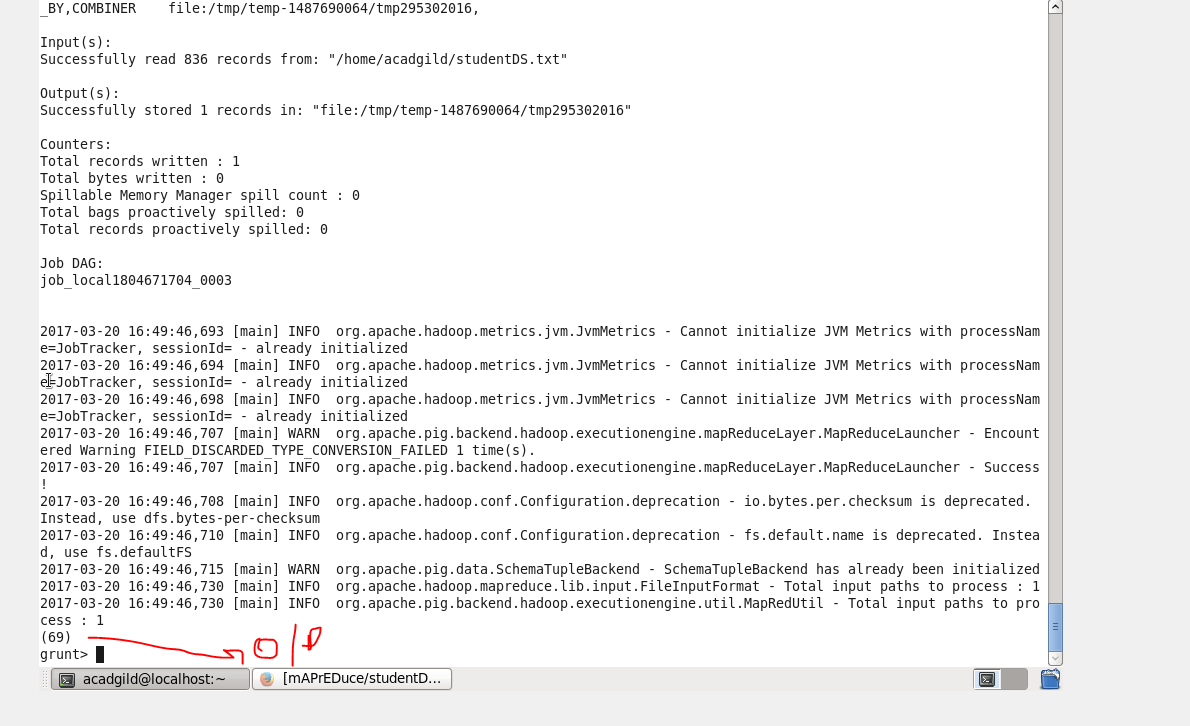 _BY,COMBINER    file:/tmp/temp-1487690064/tmp295302016,
Input(s):
Successfully read 836 records from: "/home/acadgild/studentDS.txt"
Output(s):
Successfully stored 1 records in: "file:/tmp/temp-1487690064/tmp295302016"
Counters:
Total records written : 1
Total bytes written : 0
Spillable Memory Manager spill count : 0
Total bags proactively spilled: 0
Total records proactively spilled: 0
Job DAG:
job_local1804671704_0003
2017-03-20 16:49:46,693 [main] INFO  org.apache.hadoop.metrics.jvm.JvmMetrics - Cannot initialize JVM Metrics with processNam
e=JobTracker, sessionId= - already initialized
2017-03-20 16:49:46,694 [main] INFO  org.apache.hadoop.metrics.jvm.JvmMetrics - Cannot initialize JVM Metrics with processNam
e=JobTracker, sessionId= - already initialized
2017-03-20 16:49:46,698 [main] INFO  org.apache.hadoop.metrics.jvm.JvmMetrics - Cannot initialize JVM Metrics with processNam
e=JobTracker, sessionId= - already initialized
2017-03-20 16:49:46,707 [main] WARN  org.apache.pig.backend.hadoop.executionengine.mapReduceLayer.MapReduceLauncher - Encount
ered Warning FIELD_DISCARDED_TYPE_CONVERSION_FAILED 1 time(s).
2017-03-20 16:49:46,707 [main] INFO  org.apache.pig.backend.hadoop.executionengine.mapReduceLayer.MapReduceLauncher - Success
!
2017-03-20 16:49:46,708 [main] INFO  org.apache.hadoop.conf.Configuration.deprecation - io.bytes.per.checksum is deprecated.
Instead, use dfs.bytes-per-checksum
2017-03-20 16:49:46,710 [main] INFO  org.apache.hadoop.conf.Configuration.deprecation - fs.default.name is deprecated. Instea
d, use fs.defaultFS
2017-03-20 16:49:46,715 [main] WARN  org.apache.pig.data.SchemaTupleBackend - SchemaTupleBackend has already been initialized
2017-03-20 16:49:46,730 [main] INFO  org.apache.hadoop.mapreduce.lib.input.FileInputFormat - Total input paths to process : 1
2017-03-20 16:49:46,730 [main] INFO  org.apache.pig.backend.hadoop.executionengine.util.MapRedUtil - Total input paths to pro
cess : 1
(69) O/P
grunt>
acadgild@localhost:~ [mAPrEDuce/studentD...